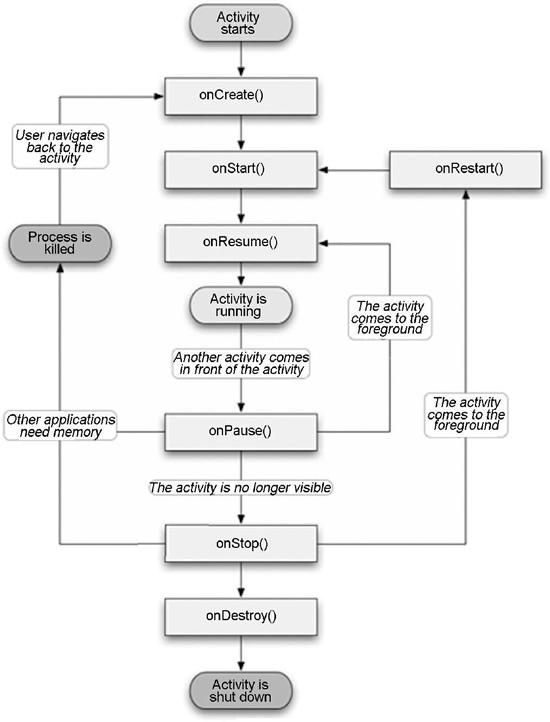 Activity
starts
onCreate()
User navigates
back to the
activity
onStart()
onRestart()
Process is
killed
onResume()
Activity is
running
The activity
comes to the
foreground
Another activity comes
in front of the activity
The activity
comes to the
foreground
Other applications
need memory
onPause()
The activity is no longer visible
onStop()
onDestroy()
Activity is
shut down